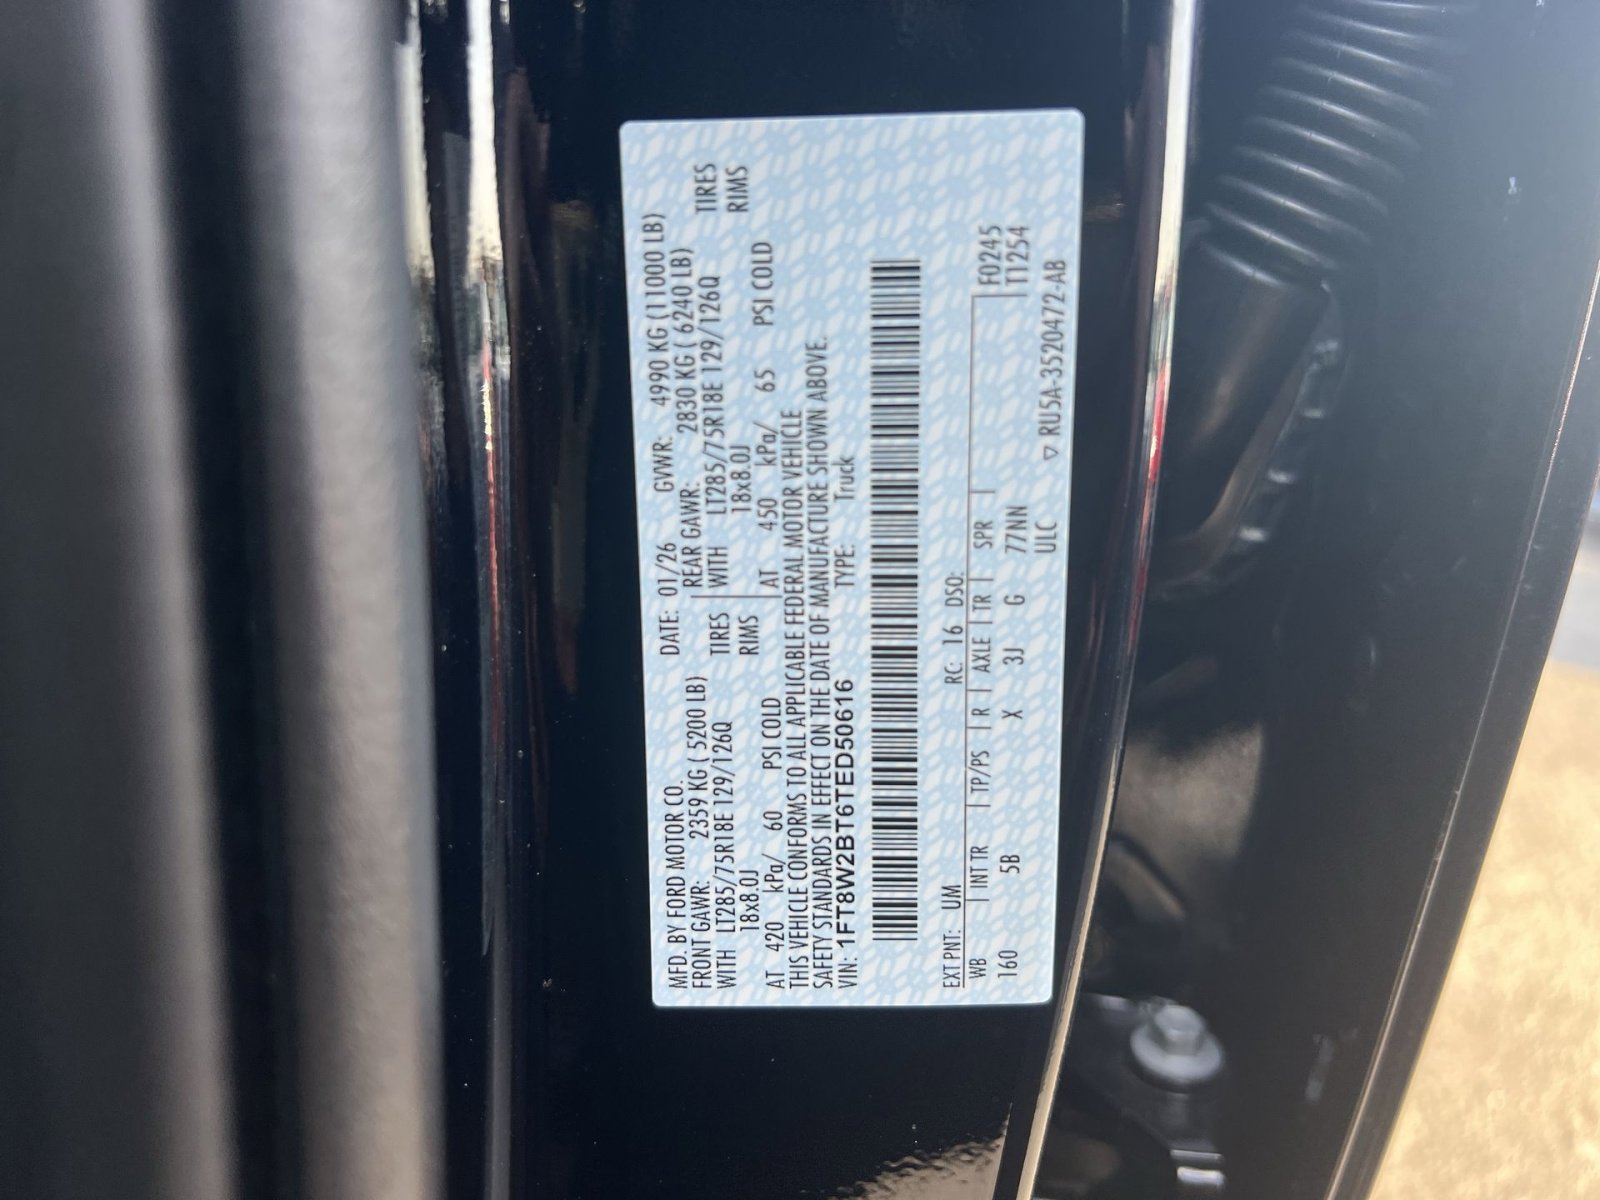 MFD. BY FORD MOTOR CO. DATE: 01/26 GVWR: 4990 KG (11000 LB)
FRONT GAWR: 2359 KG ( 5200 LB) REAR GAWR: 2830 KG ( 6240 LB)
WITH LT285/75R18E 129/126Q TIRES WITH LT285/75R18E 129/126Q TIRES
18x8.0J RIMS 18x8.0J RIMS
AT 420 kPa/ 60 PSI COLD AT 450 kPa/ 65 PSI COLD
THIS VEHICLE CONFORMS TO ALL APPLICABLE FEDERAL MOTOR VEHICLE
SAFETY STANDARDS IN EFFECT ON THE DATE OF MANUFACTURE SHOWN ABOVE.
VIN: 1FT8W2BT6TED50616 TYPE: Truck
EXT PNT: UM RC: 16 DSO: F0245
WB INT TR TP/PS R AXLE TR SPR T1254
160 5B X 3J G 77NN
ULC ▽ RU5A-3520472-AB